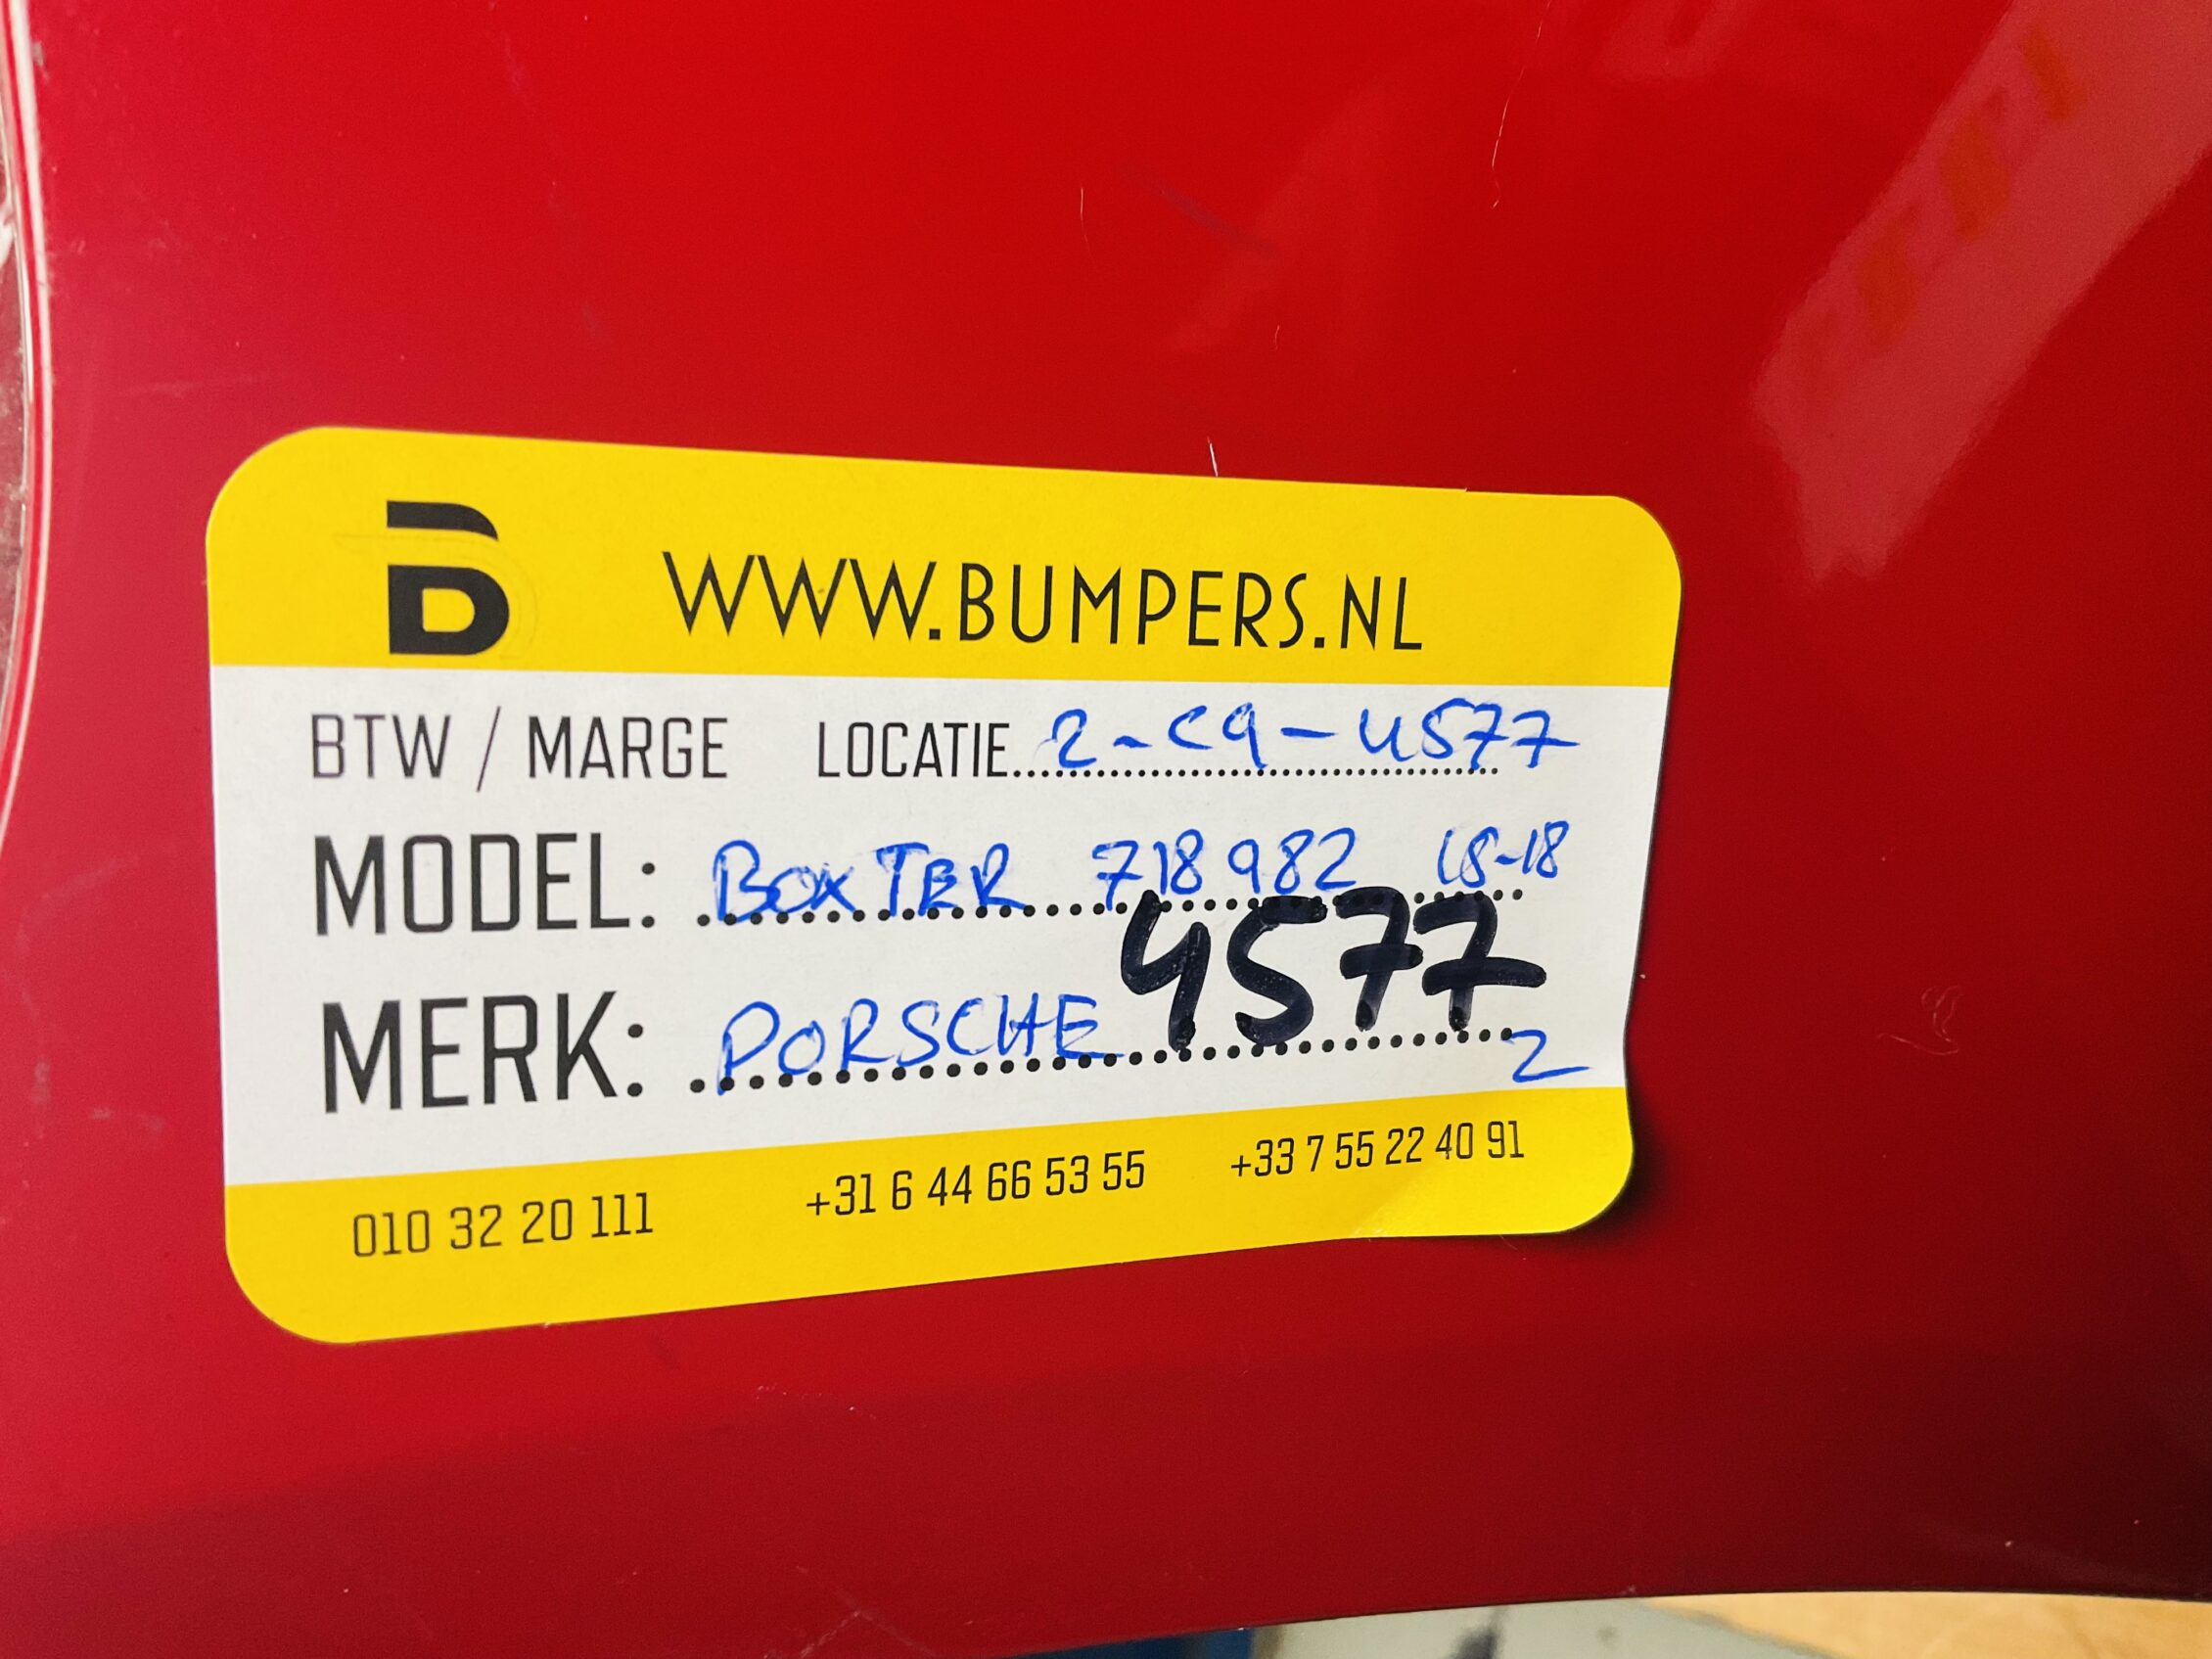 B WWW.BUMPERS.NL
BTW / MARGE LOCATIE 2-C9-4577
MODEL: BOXTER 718 982 15-18
4577
MERK: PORSCHE
2
010 32 20 111 +31 6 44 66 53 55 +33 7 55 22 40 91